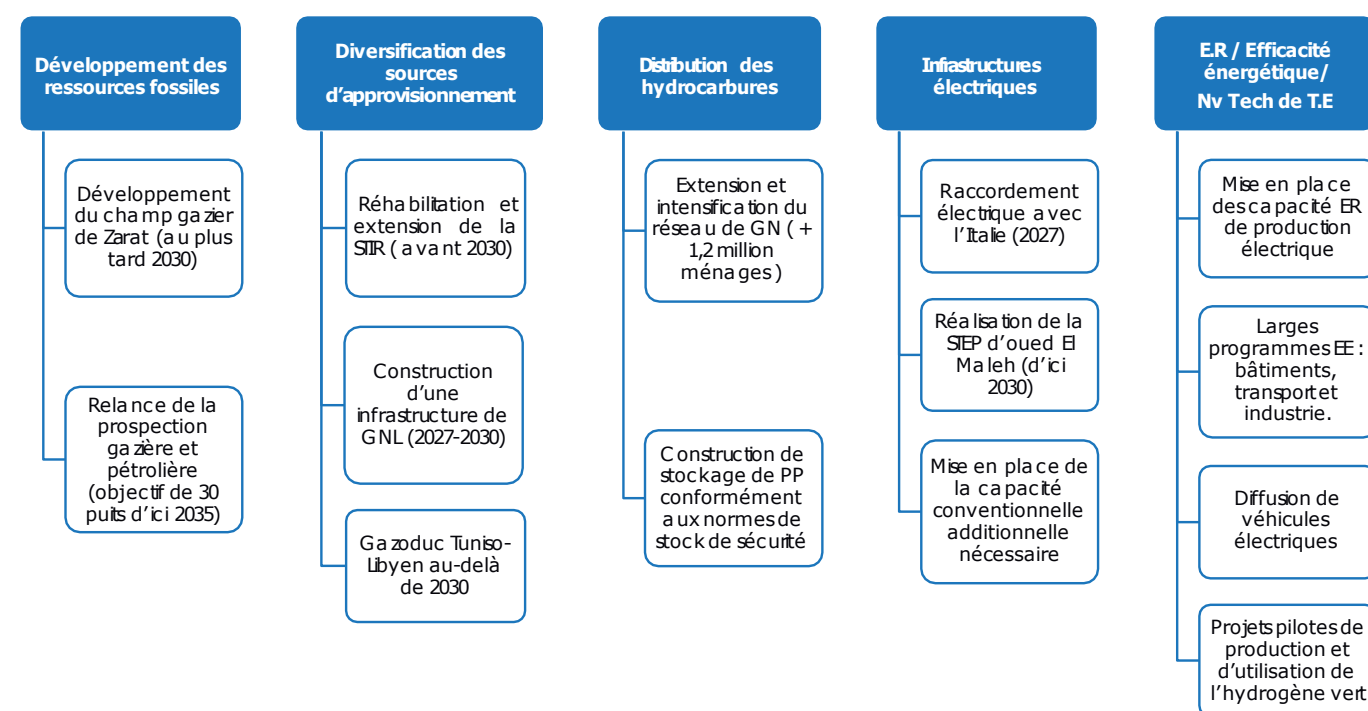 Développement des
ressources fossiles
Développement
du champ gazier
de Zarat (au plus
tard 2030)
Relance de la
prospection
gazière et
pétrolière
(objectif de 30
puits d'ici 2035)
Diversification des
sources
d'approvisionnement
Réhabilitation et
extension de la
STIR ( avant 2030)
Construction
d'une
infrastructure de
GNL (2027-2030)
Gazoduc Tuniso-
Libyen au-delà
de 2030
Distribution des
hydrocarbures
Extension et
intensification du
réseau de GN ( +
1,2 million
ménages )
Construction de
stockage de PP
conformément
aux normes de
stock de sécurité
Infrastructures
électriques
Raccordement
électrique avec
l'Italie (2027)
Réalisation de la
STEP d'oued El
Maleh (d'ici
2030)
Mise en place de
la capacité
conventionnelle
additionnelle
nécessaire
E.R / Efficacité
énergétique/
Nv Tech de T.E
Mise en place
des capacité ER
de production
électrique
Larges
programmes EE :
bâtiments,
transport et
industrie.
Diffusion de
véhicules
électriques
Projets pilotes de
production et
d'utilisation de
l'hydrogène vert